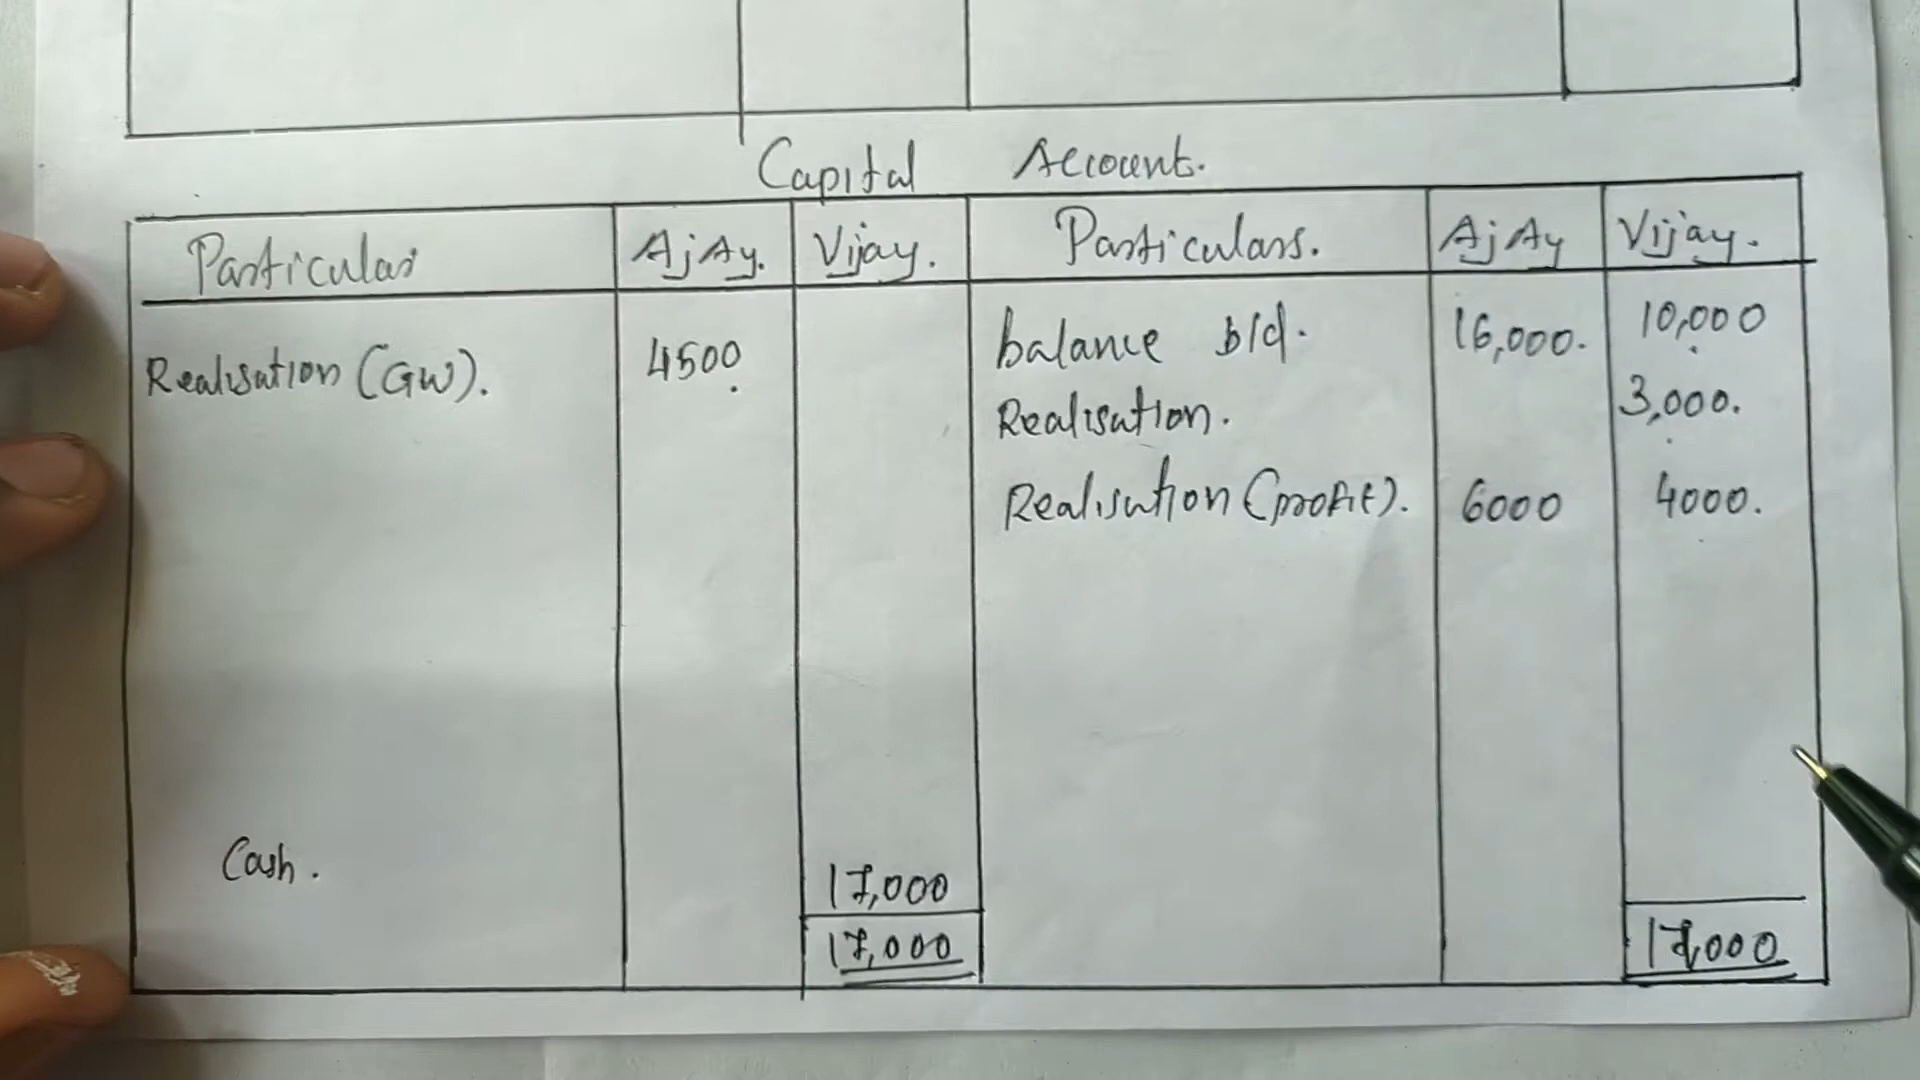 Capital Account.
Particular AjAy. Vijay. Particulars. AjAy Vijay.
Realisation (GW). 4500 balance b/d. 16,000. 10,000
Realisation. 3,000.
Realisation (profit). 6000 4000.
Cash. 17,000
17,000 17,000